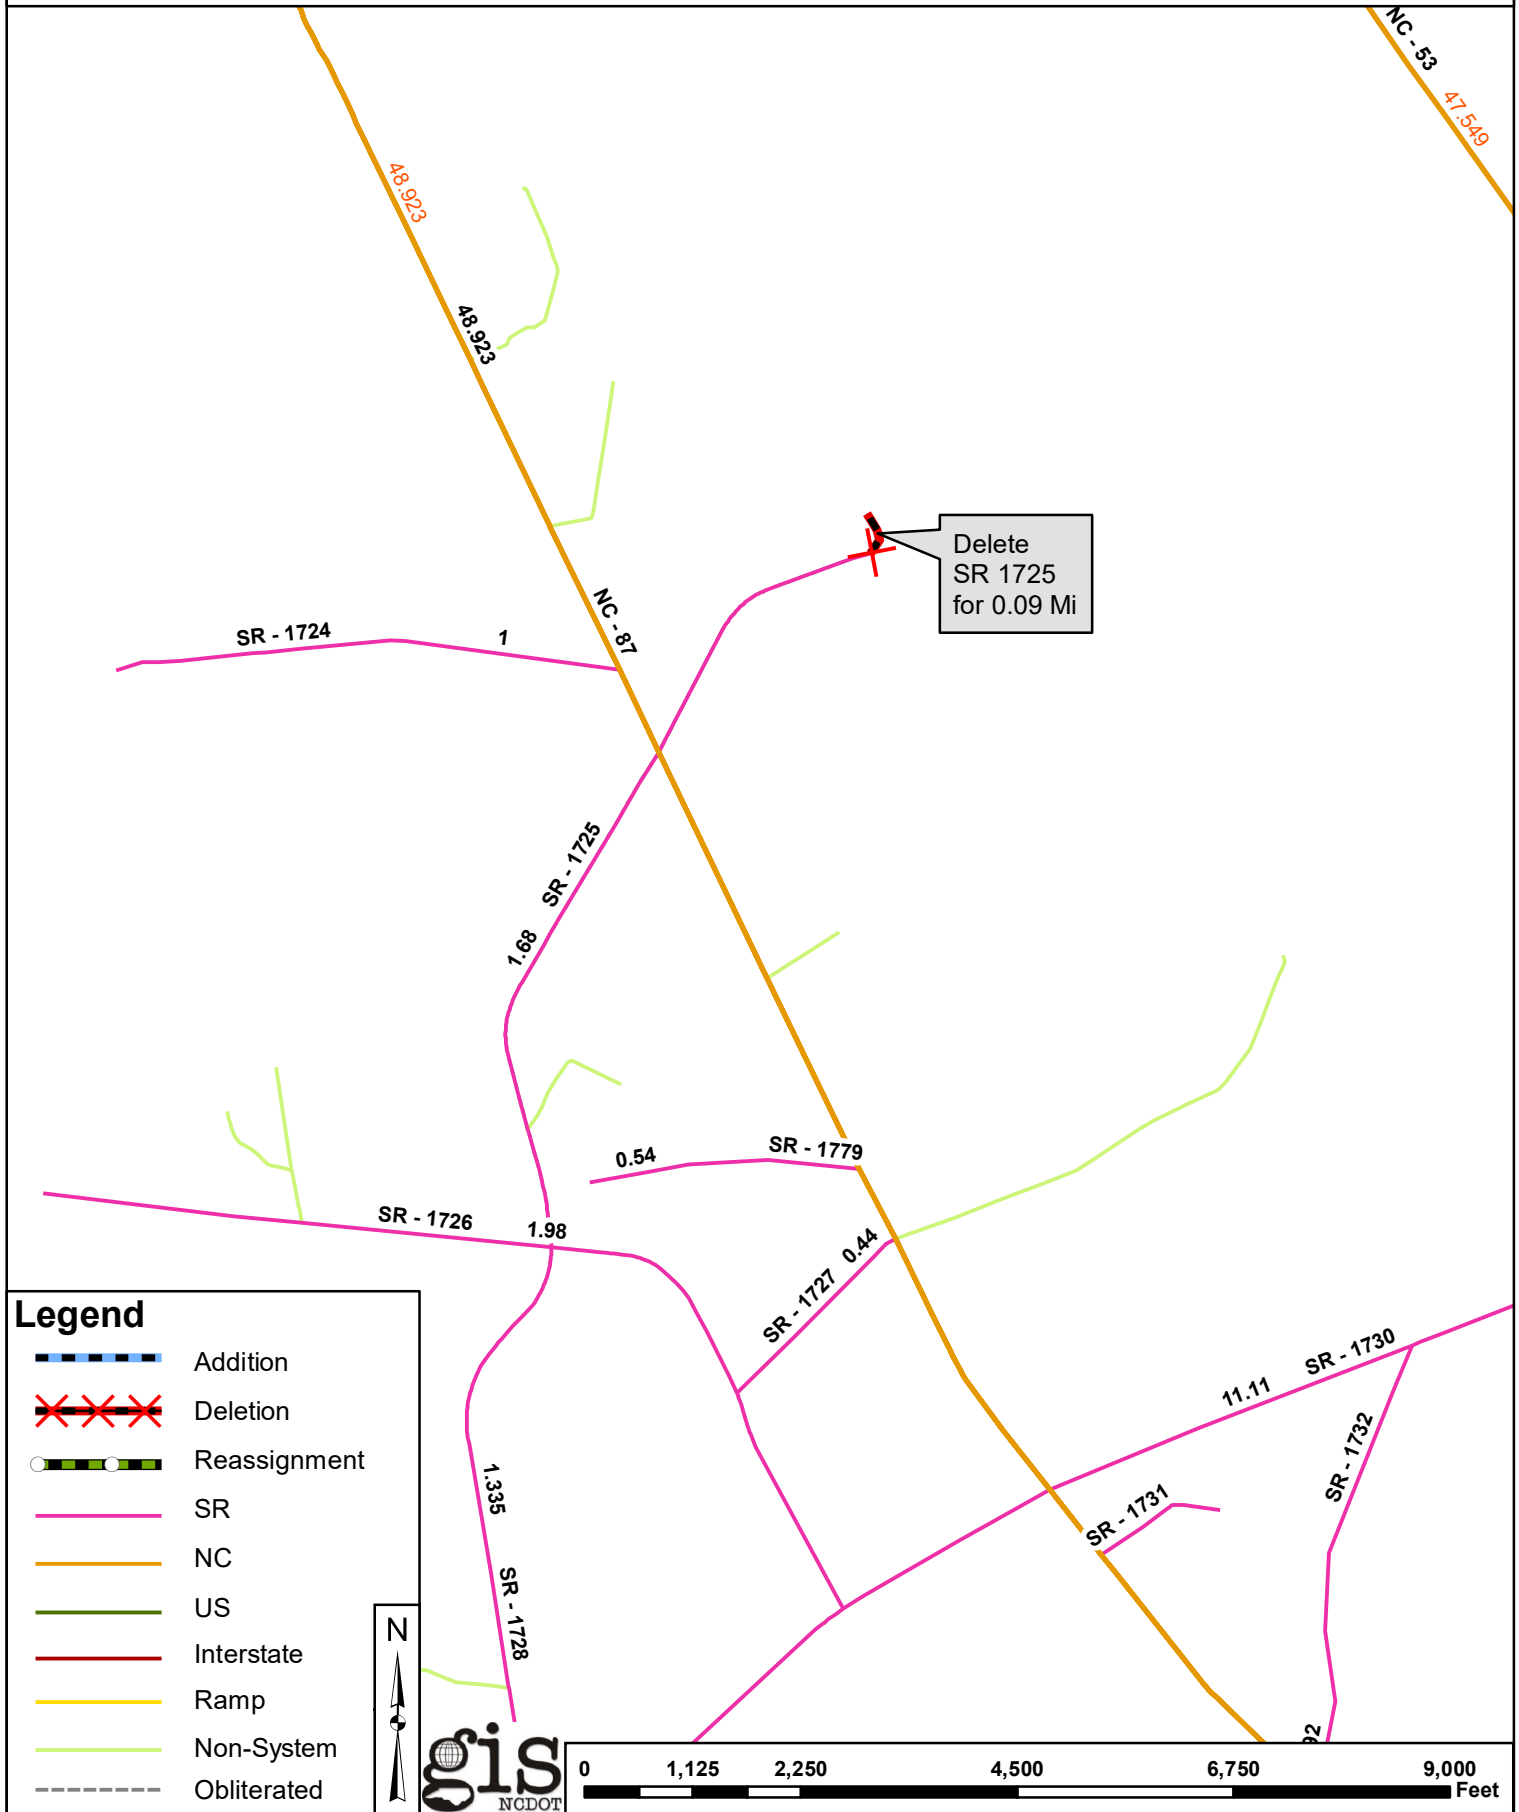 NC - 53
47.549
48.923
48.923
Delete
SR 1725
for 0.09 Mi
NC - 87
SR - 1724
1
SR - 1725
1.68
SR - 1779
0.54
SR - 1726
1.98
0.44
SR - 1727
SR - 1730
11.11
SR - 1732
SR - 1731
1.335
SR - 1728
Legend
Addition
Deletion
Reassignment
SR
NC
US
Interstate
Ramp
Non-System
Obliterated
N
gis
NCDOT
0 1,125 2,250 4,500 6,750 9,000
Feet